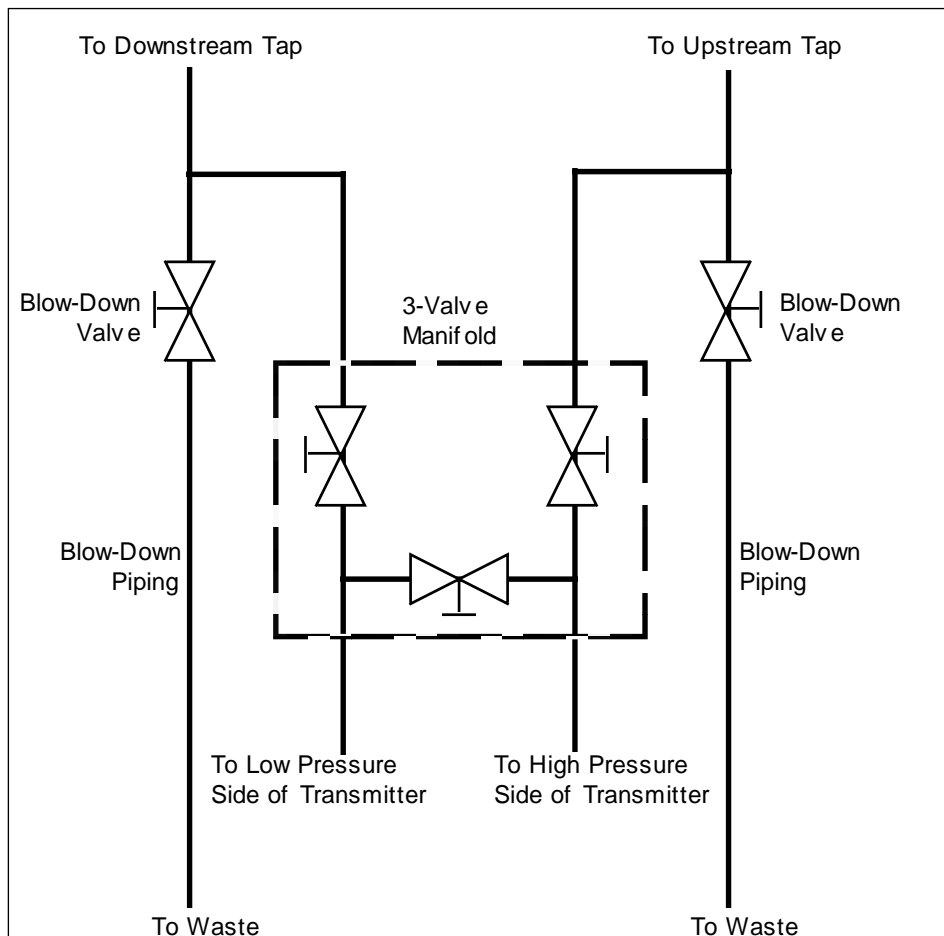 To Downstream Tap
To Upstream Tap
Blow-Down
Valve
3-Valve
Manifold
Blow-Down
Valve
Blow-Down
Piping
Blow-Down
Piping
To Low Pressure
Side of Transmitter
To High Pressure
Side of Transmitter
To Waste
To Waste